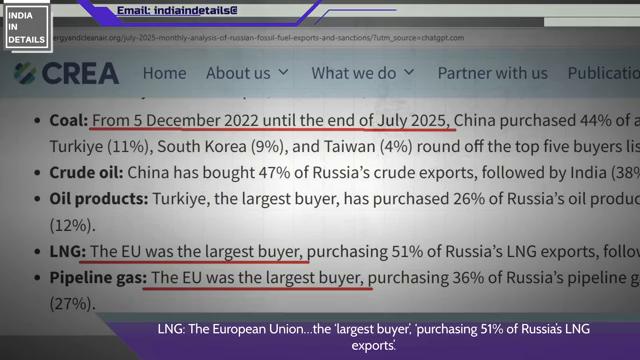 INDIA
IN
DETAILS
Email: indiaindetails@
ergyandcleanair.org/july-2025-monthly-analysis-of-russian-fossil-fuel-exports-and-sanctions/?utm_source=chatgpt.com
CREA Home About us What we do Partner with us Publicatio
• Coal: From 5 December 2022 until the end of July 2025, China purchased 44% of a
Turkiye (11%), South Korea (9%), and Taiwan (4%) round off the top five buyers lis
• Crude oil: China has bought 47% of Russia's crude exports, followed by India (38%
• Oil products: Turkiye, the largest buyer, has purchased 26% of Russia's oil produc
(12%).
• LNG: The EU was the largest buyer, purchasing 51% of Russia's LNG exports, follow
• Pipeline gas: The EU was the largest buyer, purchasing 36% of Russia's pipeline g
(27%).
LNG: The European Union...the 'largest buyer', 'purchasing 51% of Russia's LNG
exports'.